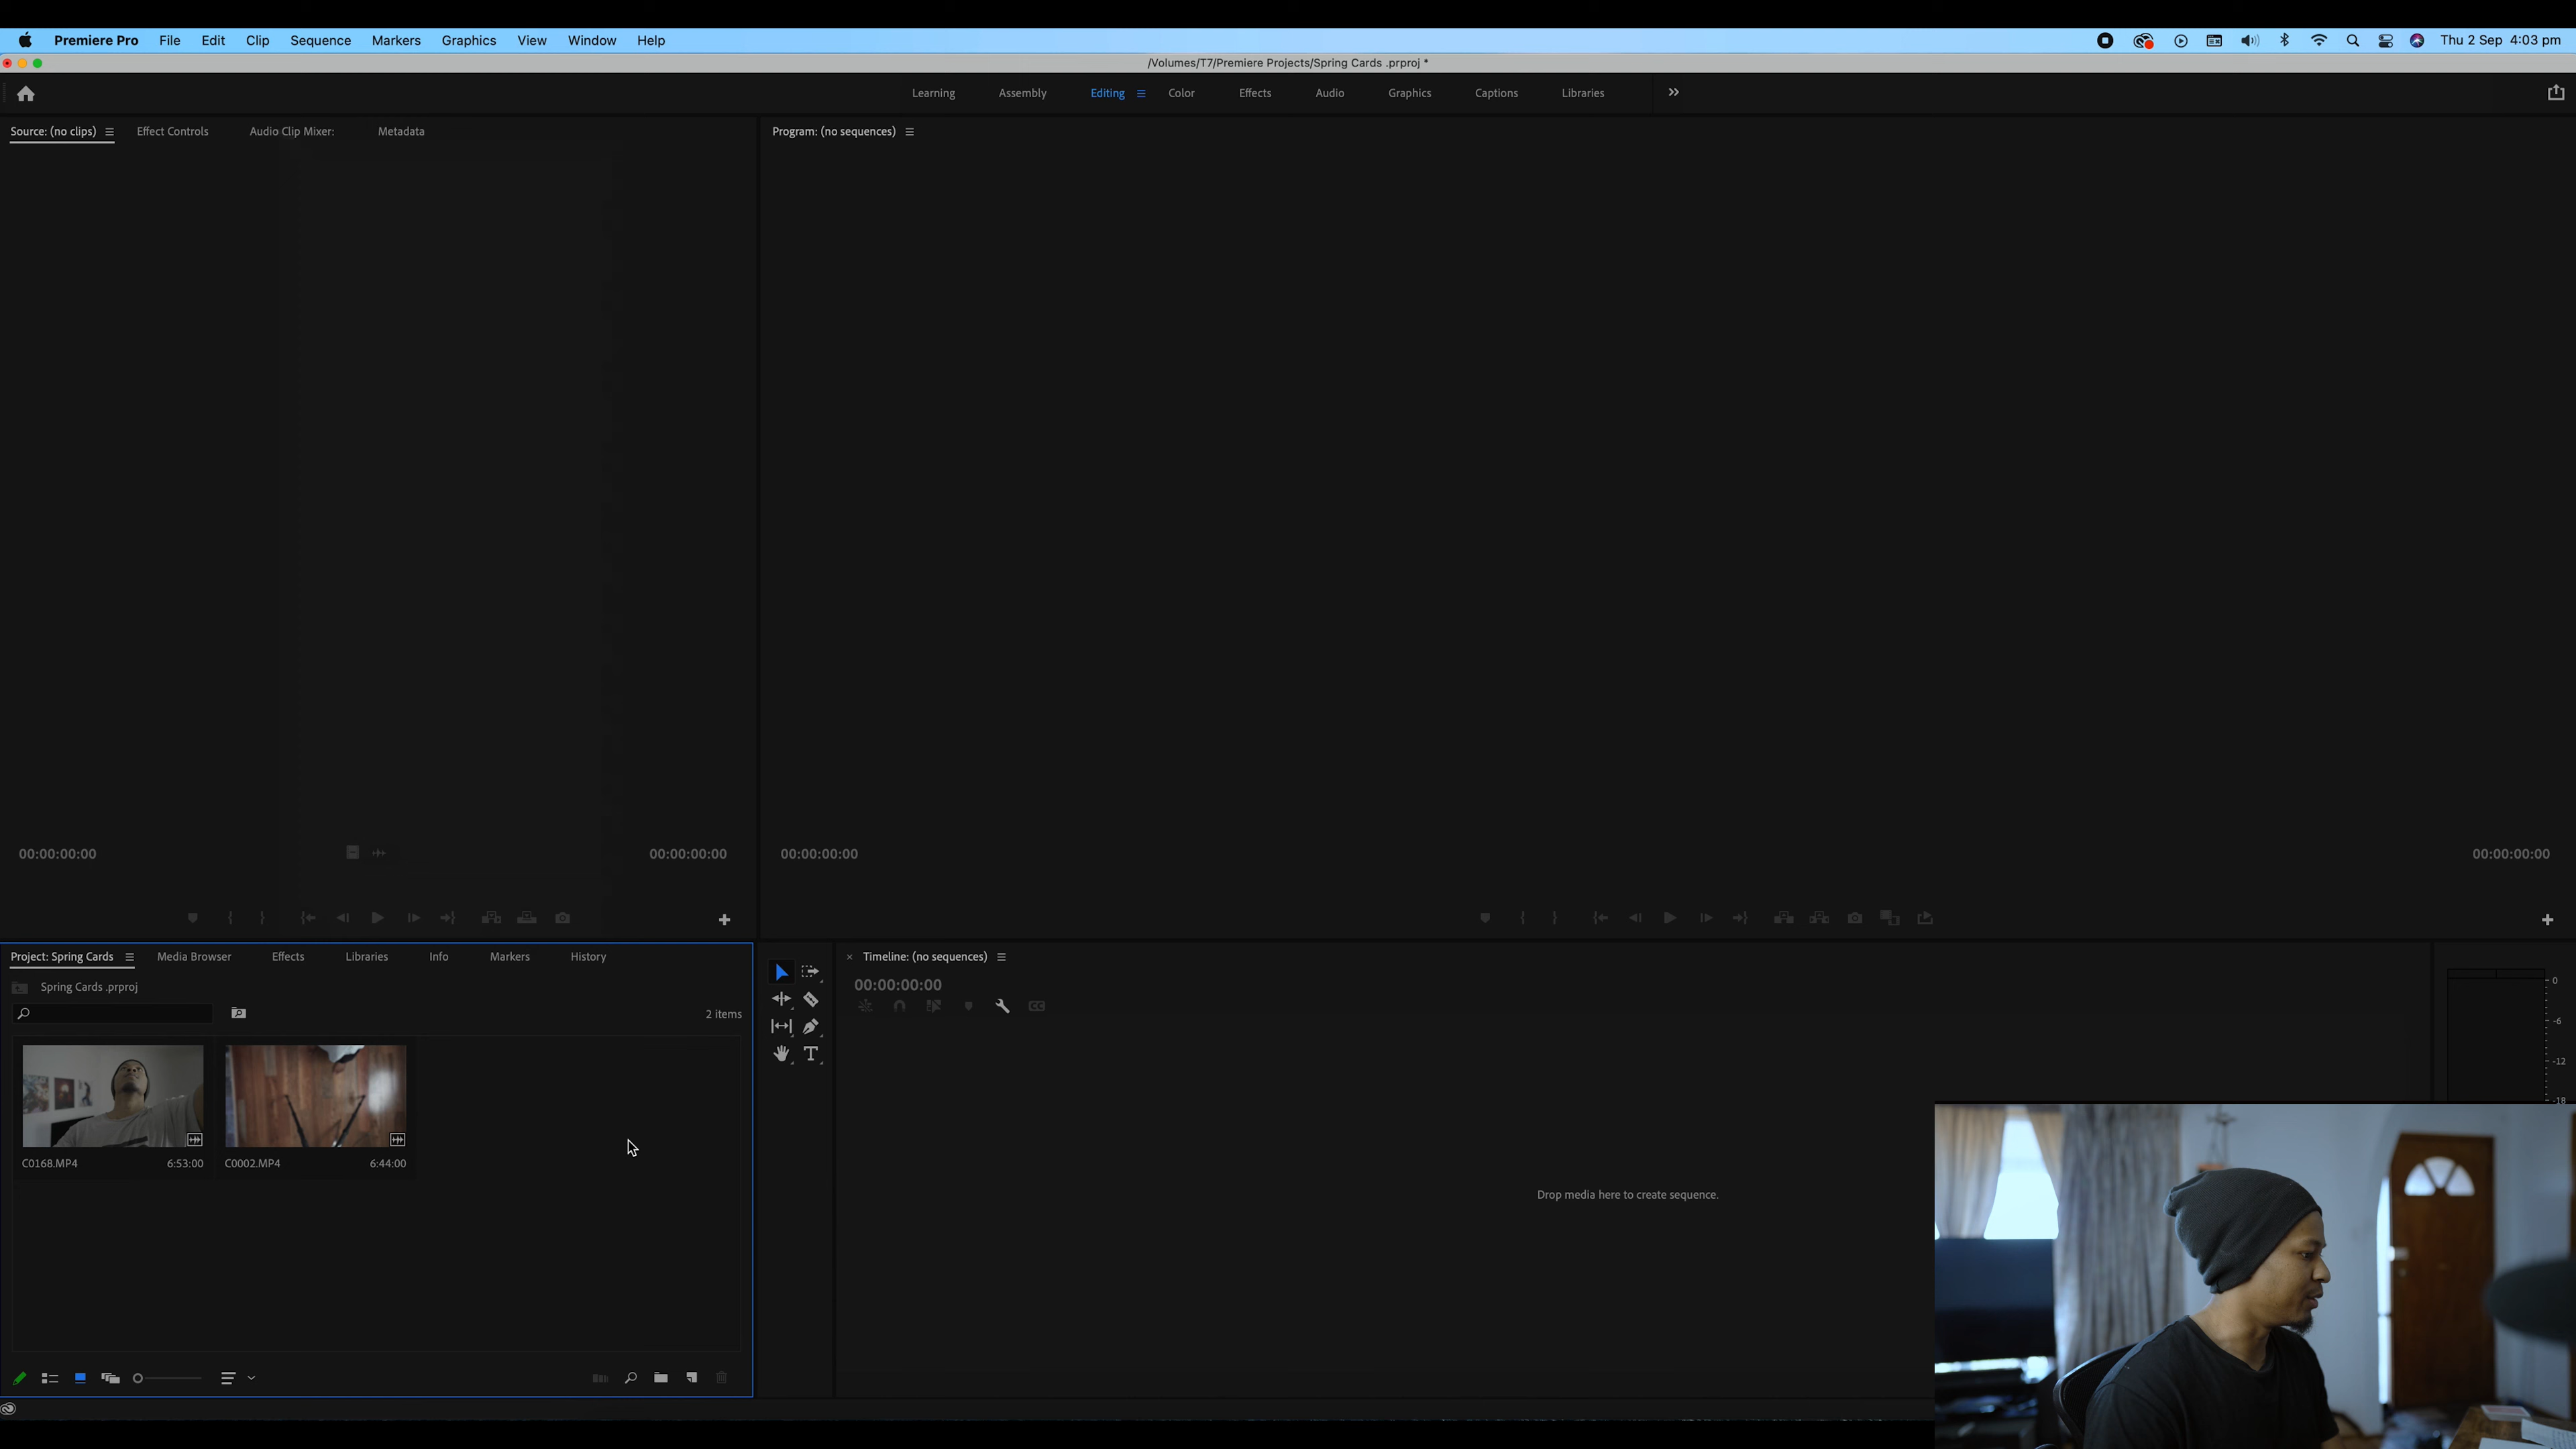 Premiere Pro File Edit Clip Sequence Markers Graphics View Window Help Thu 2 Sep 4:03 pm
/Volumes/T7/Premiere Projects/Spring Cards .prproj *
Learning Assembly Editing Color Effects Audio Graphics Captions Libraries
Source: (no clips) Effect Controls Audio Clip Mixer: Metadata
Program: (no sequences)
00:00:00:00 00:00:00:00
00:00:00:00 00:00:00:00
Project: Spring Cards Media Browser Effects Libraries Info Markers History
Spring Cards .prproj
2 items
C0168.MP4 6:53:00 C0002.MP4 6:44:00
Timeline: (no sequences)
00:00:00:00
CC
Drop media here to create sequence.
0
-6
-12
-18